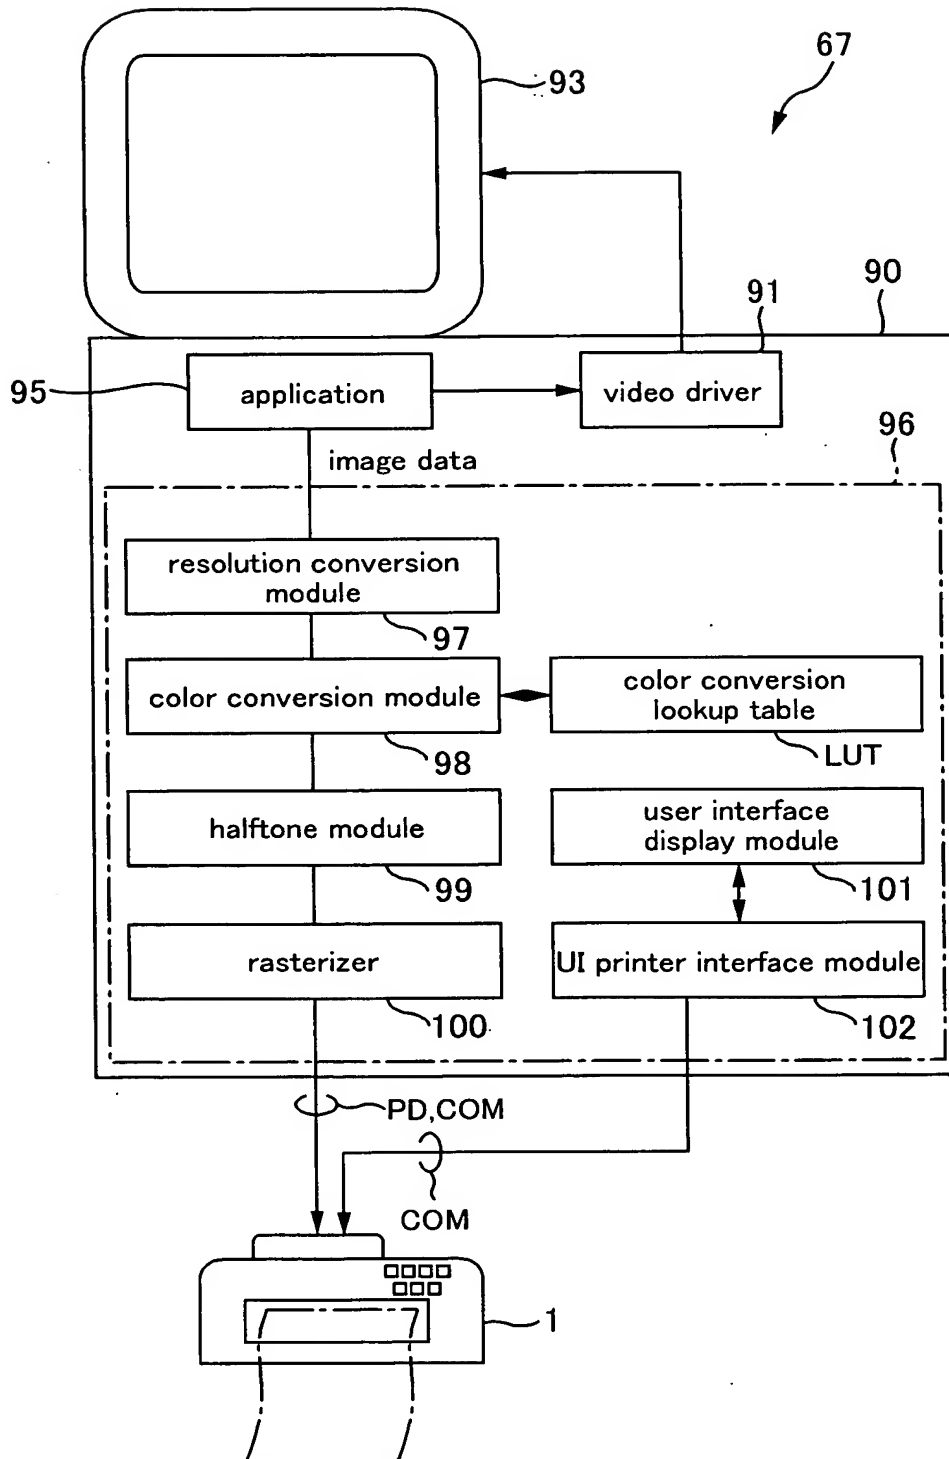 67
93
90
91
95
application
video driver
96
image data
resolution conversion
module
97
color conversion module
color conversion
lookup table
98
LUT
halftone module
user interface
display module
99
101
rasterizer
UI printer interface module
100
102
PD,COM
COM
1